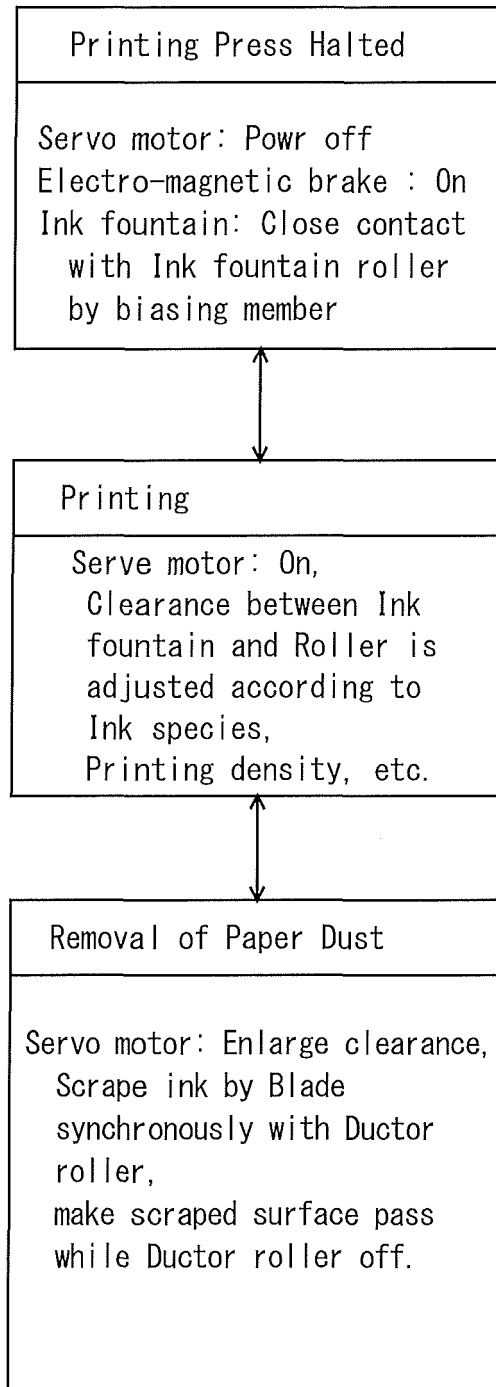 Printing Press Halted
Servo motor: Powr off
Electro-magnetic brake : On
Ink fountain: Close contact
with Ink fountain roller
by biasing member
Printing
Serve motor: On,
Clearance between Ink
fountain and Roller is
adjusted according to
Ink species,
Printing density, etc.
Removal of Paper Dust
Servo motor: Enlarge clearance,
Scrape ink by Blade
synchronously with Ductor
roller,
make scraped surface pass
while Ductor roller off.